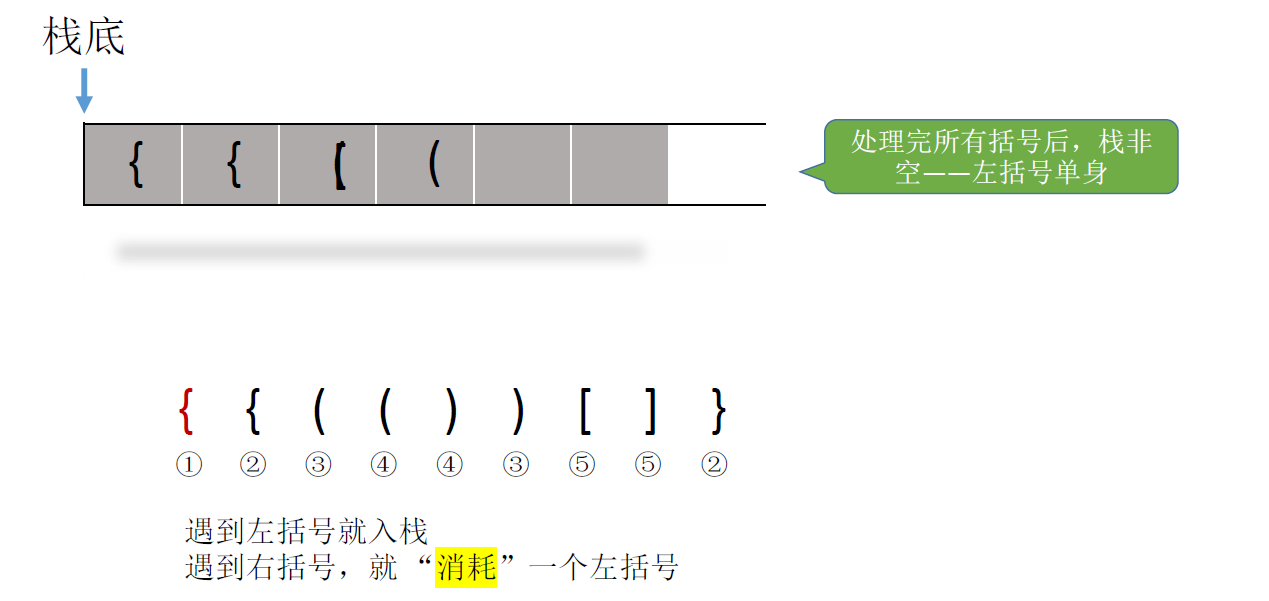 栈底
{ { [ (
处理完所有括号后，栈非
空——左括号单身
{ { ( ( ) ) [ ] }
① ② ③ ④ ④ ③ ⑤ ⑤ ②
遇到左括号就入栈
遇到右括号，就“消耗”一个左括号